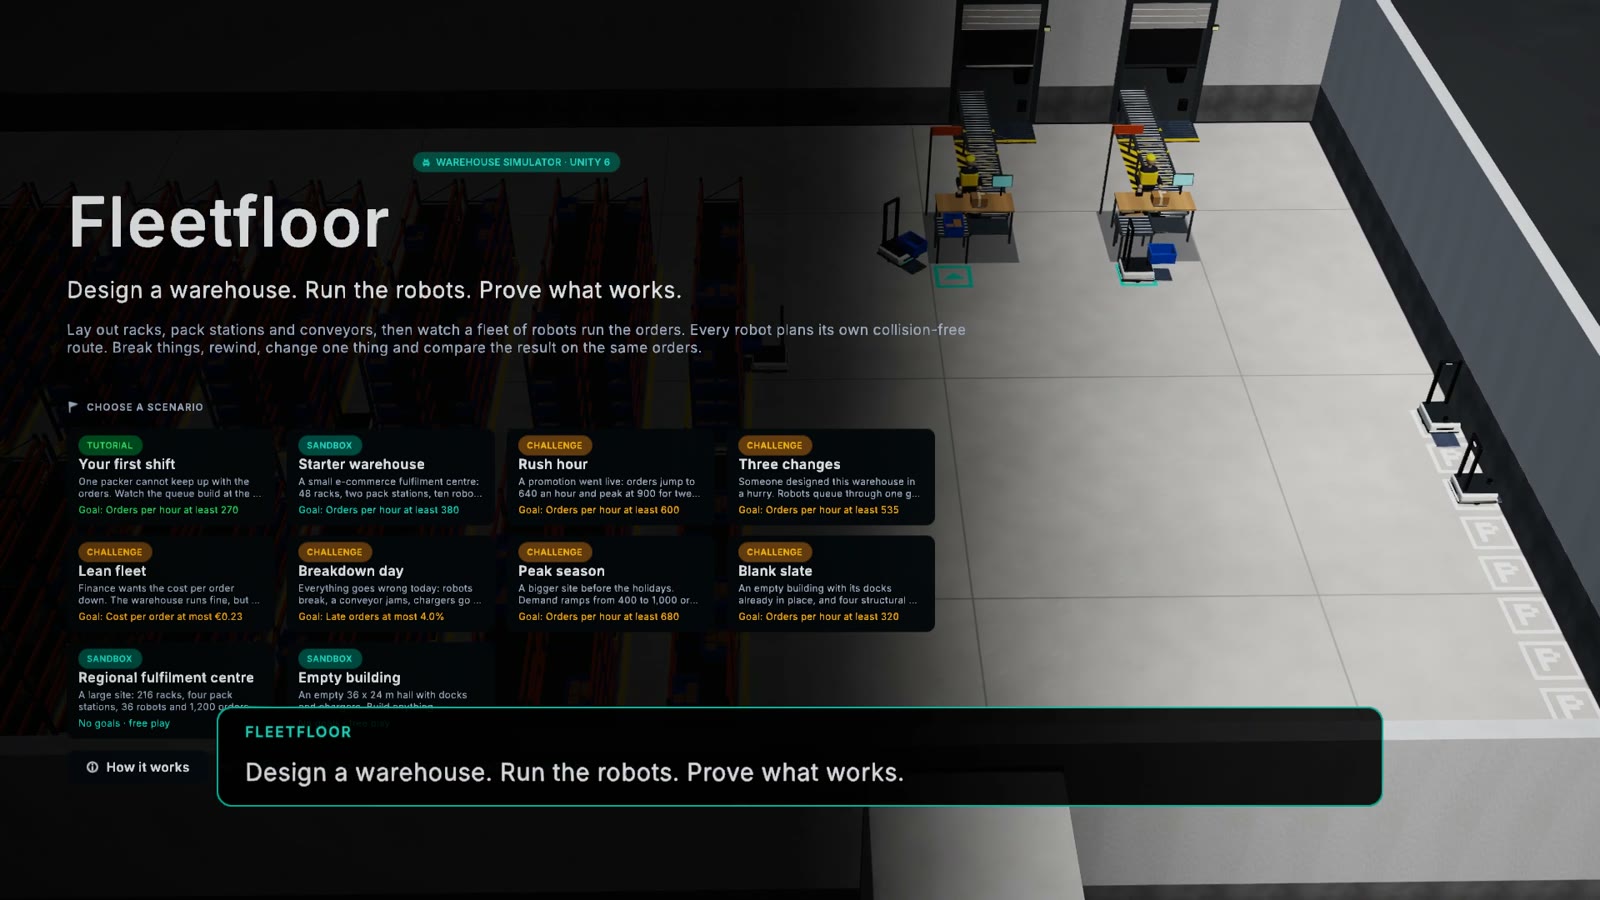 WAREHOUSE SIMULATOR · UNITY 6
Fleetfloor
Design a warehouse. Run the robots. Prove what works.
Lay out racks, pack stations and conveyors, then watch a fleet of robots run the orders. Every robot plans its own collision-free
route. Break things, rewind, change one thing and compare the result on the same orders.
CHOOSE A SCENARIO
TUTORIAL
Your first shift
One packer cannot keep up with the
orders. Watch the queue build at the ...
Goal: Orders per hour at least 270
SANDBOX
Starter warehouse
A small e-commerce fulfilment centre:
48 racks, two pack stations, ten robo...
Goal: Orders per hour at least 380
CHALLENGE
Rush hour
A promotion went live: orders jump to
640 an hour and peak at 900 for twe...
Goal: Orders per hour at least 600
CHALLENGE
Three changes
Someone designed this warehouse in
a hurry. Robots queue through one g...
Goal: Orders per hour at least 535
CHALLENGE
Lean fleet
Finance wants the cost per order
down. The warehouse runs fine, but ...
Goal: Cost per order at most €0.23
CHALLENGE
Breakdown day
Everything goes wrong today: robots
break, a conveyor jams, chargers go ...
Goal: Late orders at most 4.0%
CHALLENGE
Peak season
A bigger site before the holidays.
Demand ramps from 400 to 1,000 or...
Goal: Orders per hour at least 680
CHALLENGE
Blank slate
An empty building with its docks
already in place, and four structural ...
Goal: Orders per hour at least 320
SANDBOX
Regional fulfilment centre
A large site: 216 racks, four pack
stations, 36 robots and 1,200 orders
No goals · free play
SANDBOX
Empty building
An empty 36 x 24 m hall with docks
and chargers. Build anything
free play
How it works
FLEETFLOOR
Design a warehouse. Run the robots. Prove what works.